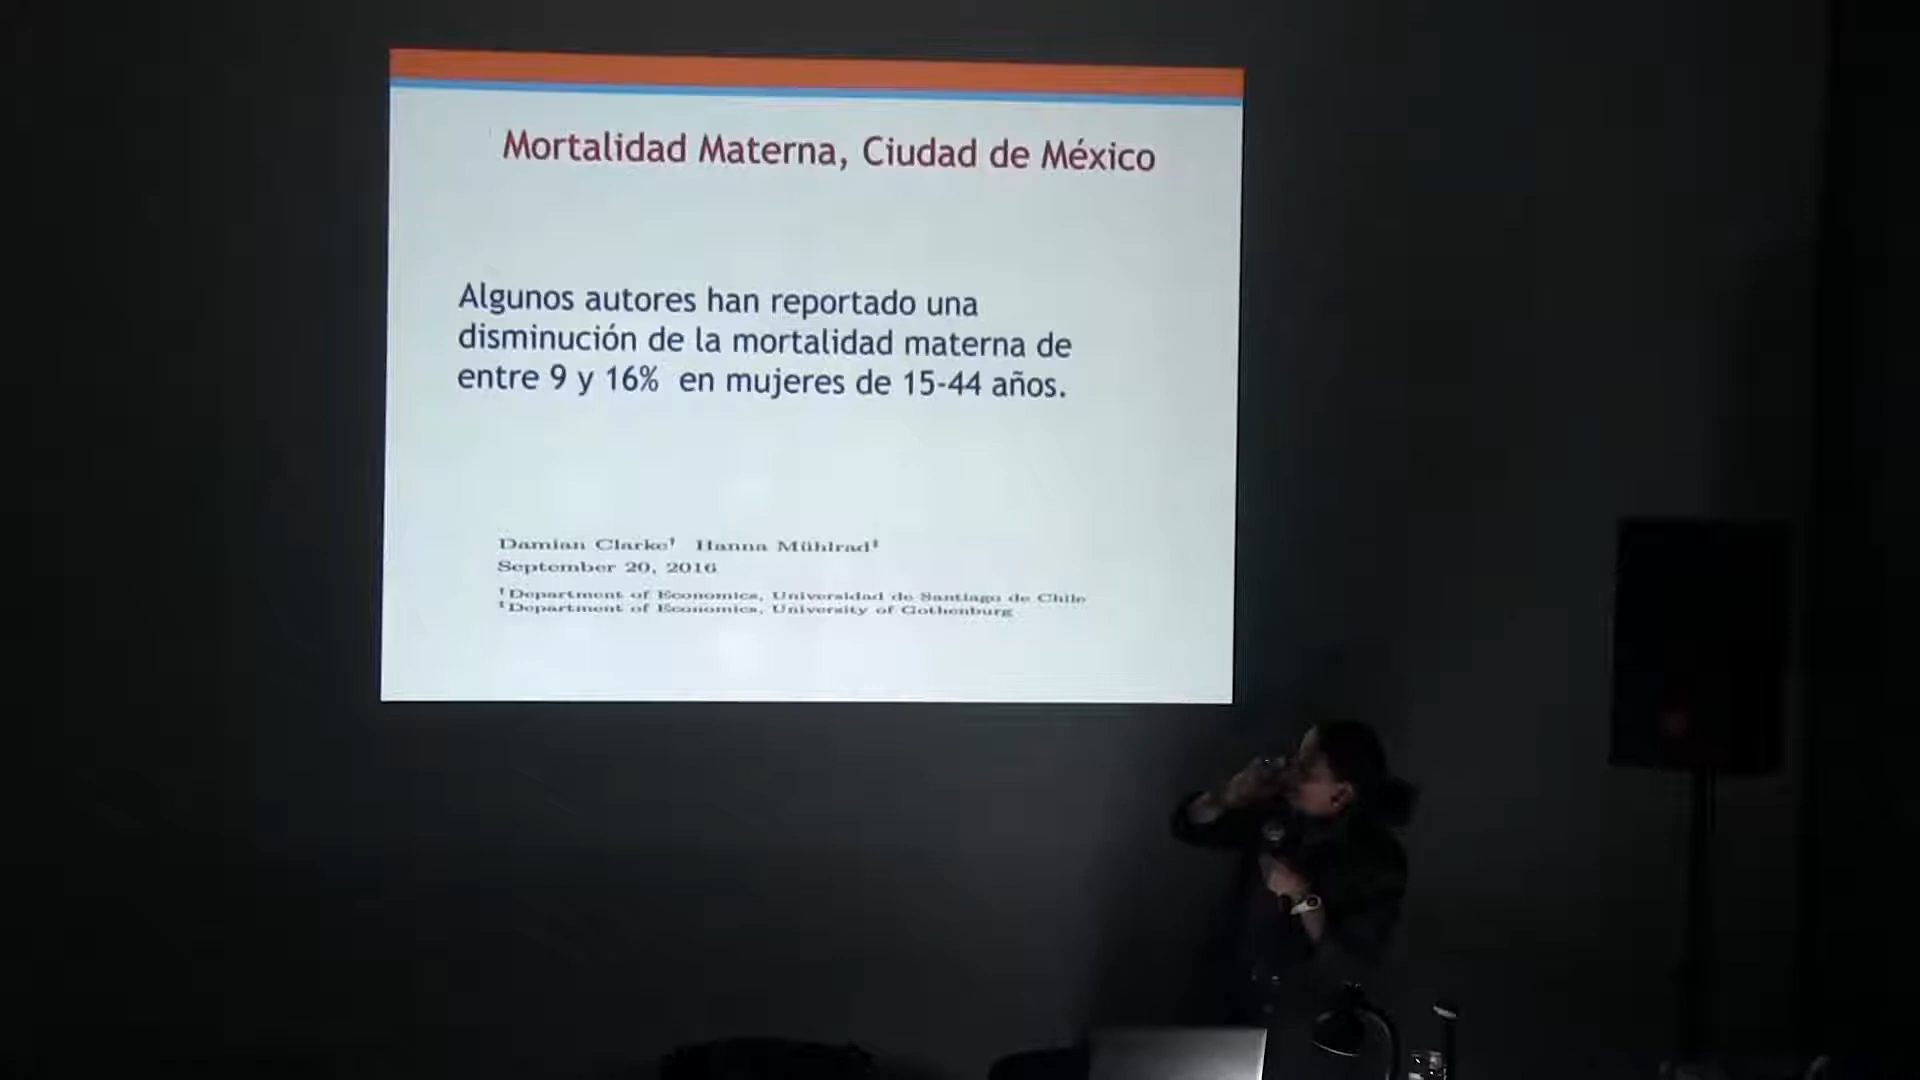 Mortalidad Materna, Ciudad de México
Algunos autores han reportado una
disminución de la mortalidad materna de
entre 9 y 16% en mujeres de 15-44 años.
Damian Clarke† Hanna Mühlrad‡
September 20, 2016
†Department of Economics, Universidad de Santiago de Chile
‡Department of Economics, University of Gothenburg